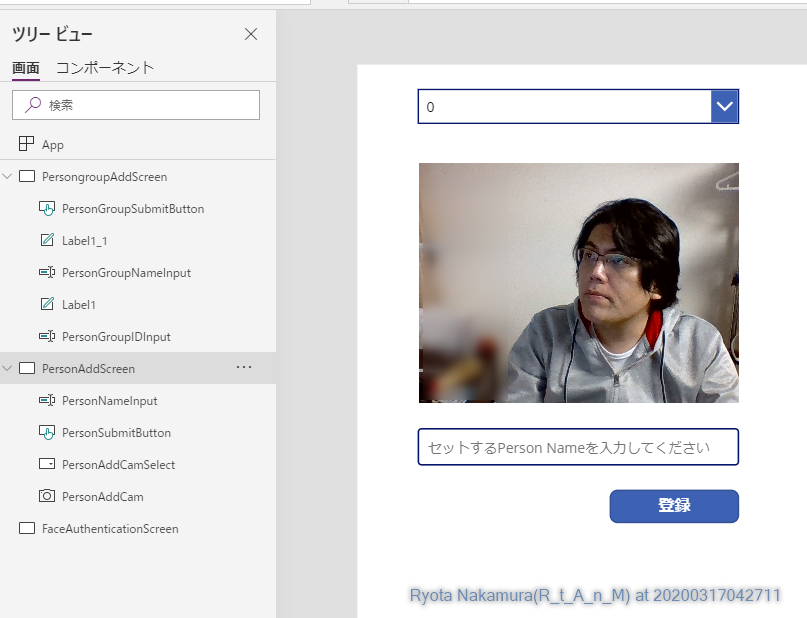 ツリー ビュー
画面 コンポーネント
検索
App
PersongroupAddScreen
PersonGroupSubmitButton
Label1_1
PersonGroupNameInput
Label1
PersonGroupIDInput
PersonAddScreen
PersonNameInput
PersonSubmitButton
PersonAddCamSelect
PersonAddCam
FaceAuthenticationScreen
0
セットするPerson Nameを入力してください
登録
Ryota Nakamura(R_t_A_n_M) at 20200317042711